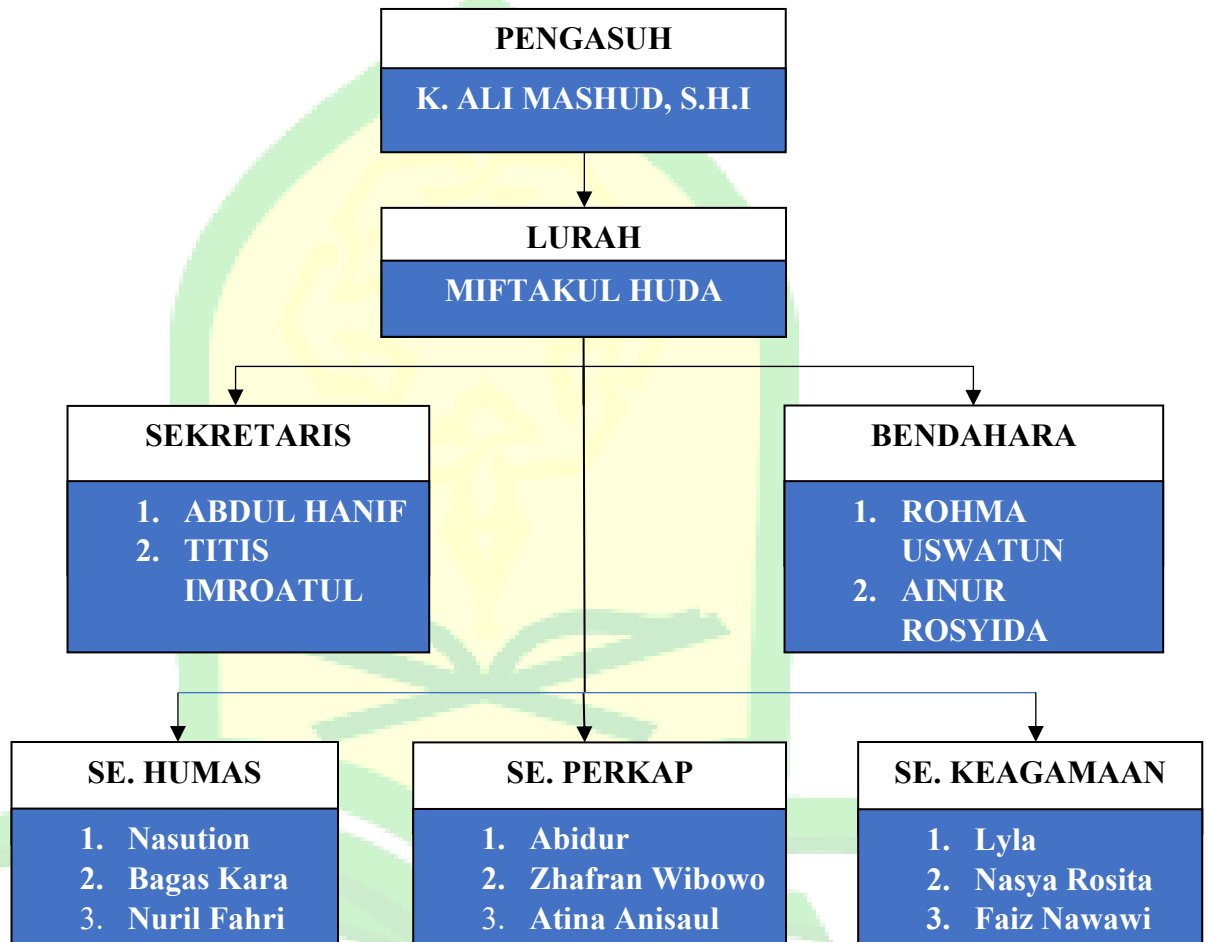 PENGASUH
K. ALI MASHUD, S.H.I
LURAH
MIFTAKUL HUDA
SEKRETARIS
1. ABDUL HANIF
2. TITIS
IMROATUL
BENDAHARA
1. ROHMA
USWATUN
2. AINUR
ROSYIDA
SE. HUMAS
1. Nasution
2. Bagas Kara
3. Nuril Fahri
SE. PERKAP
1. Abidur
2. Zhafran Wibowo
3. Atina Anisaul
SE. KEAGAMAAN
1. Lyla
2. Nasya Rosita
3. Faiz Nawawi